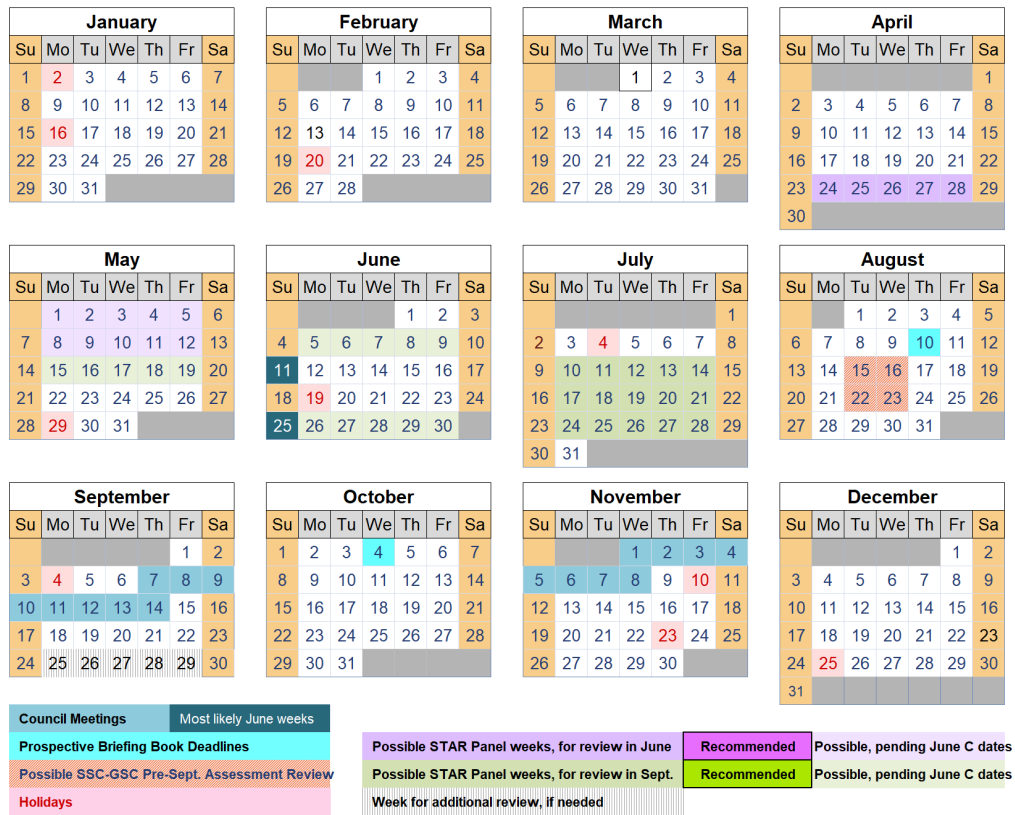 January February March April
Su Mo Tu We Th Fr Sa Su Mo Tu We Th Fr Sa Su Mo Tu We Th Fr Sa Su Mo Tu We Th Fr Sa
1 2 3 4 5 6 7 1 2 3 4 1 2 3 4 1
8 9 10 11 12 13 14 5 6 7 8 9 10 11 5 6 7 8 9 10 11 2 3 4 5 6 7 8
15 16 17 18 19 20 21 12 13 14 15 16 17 18 12 13 14 15 16 17 18 9 10 11 12 13 14 15
22 23 24 25 26 27 28 19 20 21 22 23 24 25 19 20 21 22 23 24 25 16 17 18 19 20 21 22
29 30 31 26 27 28 26 27 28 29 30 31 23 24 25 26 27 28 29
30
May June July August
Su Mo Tu We Th Fr Sa Su Mo Tu We Th Fr Sa Su Mo Tu We Th Fr Sa Su Mo Tu We Th Fr Sa
1 2 3 4 5 6 1 2 3 1 1 2 3 4 5
7 8 9 10 11 12 13 4 5 6 7 8 9 10 2 3 4 5 6 7 8 6 7 8 9 10 11 12
14 15 16 17 18 19 20 11 12 13 14 15 16 17 9 10 11 12 13 14 15 13 14 15 16 17 18 19
21 22 23 24 25 26 27 18 19 20 21 22 23 24 16 17 18 19 20 21 22 20 21 22 23 24 25 26
28 29 30 31 25 26 27 28 29 30 23 24 25 26 27 28 29 27 28 29 30 31
30 31
September October November December
Su Mo Tu We Th Fr Sa Su Mo Tu We Th Fr Sa Su Mo Tu We Th Fr Sa Su Mo Tu We Th Fr Sa
1 2 1 2 3 4 5 6 7 1 2 3 4 1 2
3 4 5 6 7 8 9 8 9 10 11 12 13 14 5 6 7 8 9 10 11 3 4 5 6 7 8 9
10 11 12 13 14 15 16 15 16 17 18 19 20 21 12 13 14 15 16 17 18 10 11 12 13 14 15 16
17 18 19 20 21 22 23 22 23 24 25 26 27 28 19 20 21 22 23 24 25 17 18 19 20 21 22 23
24 25 26 27 28 29 30 29 30 31 26 27 28 29 30 24 25 26 27 28 29 30
31
Council Meetings Most likely June weeks
Prospective Briefing Book Deadlines Possible STAR Panel weeks, for review in June Recommended Possible, pending June C dates
Possible SSC-GSC Pre-Sept. Assessment Review Possible STAR Panel weeks, for review in Sept. Recommended Possible, pending June C dates
Holidays Week for additional review, if needed